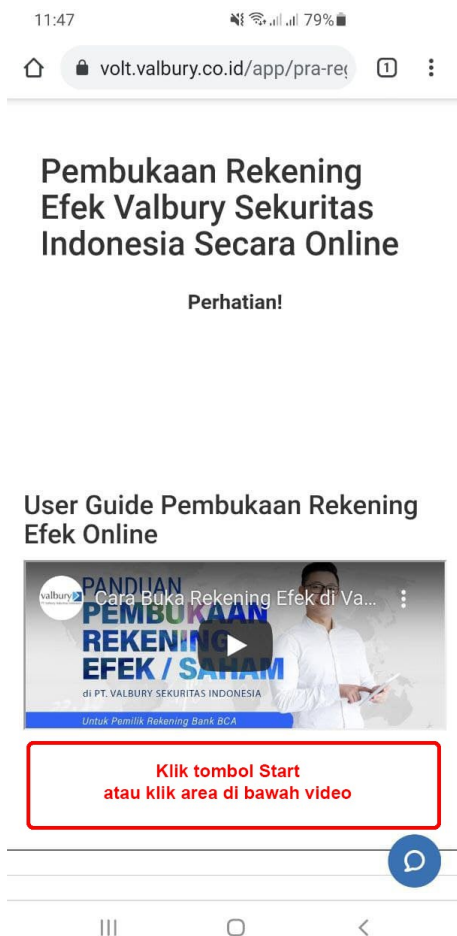 11:47
79%
volt.valbury.co.id/app/pra-reg
1
Pembukaan Rekening
Efek Valbury Sekuritas
Indonesia Secara Online
Perhatian!
User Guide Pembukaan Rekening
Efek Online
valbury
Cara Buka Rekening Efek di Va...
PANDUAN
PEMBUKAAN
REKENING
EFEK / SAHAM
di PT. VALBURY SEKURITAS INDONESIA
Untuk Pemilik Rekening Bank BCA
Klik tombol Start
atau klik area di bawah video